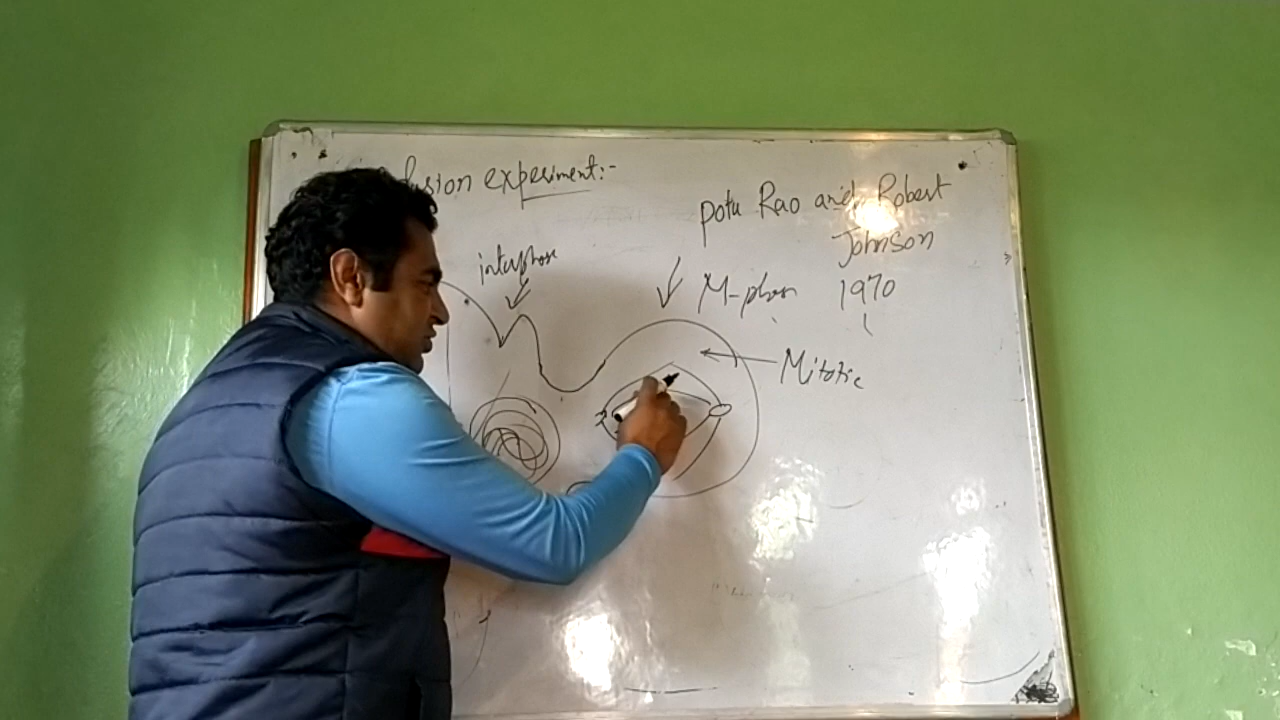 fusion experiment:-
potu Rao and Robert
Johnson
interphase
M-phase 1970
Mitotic